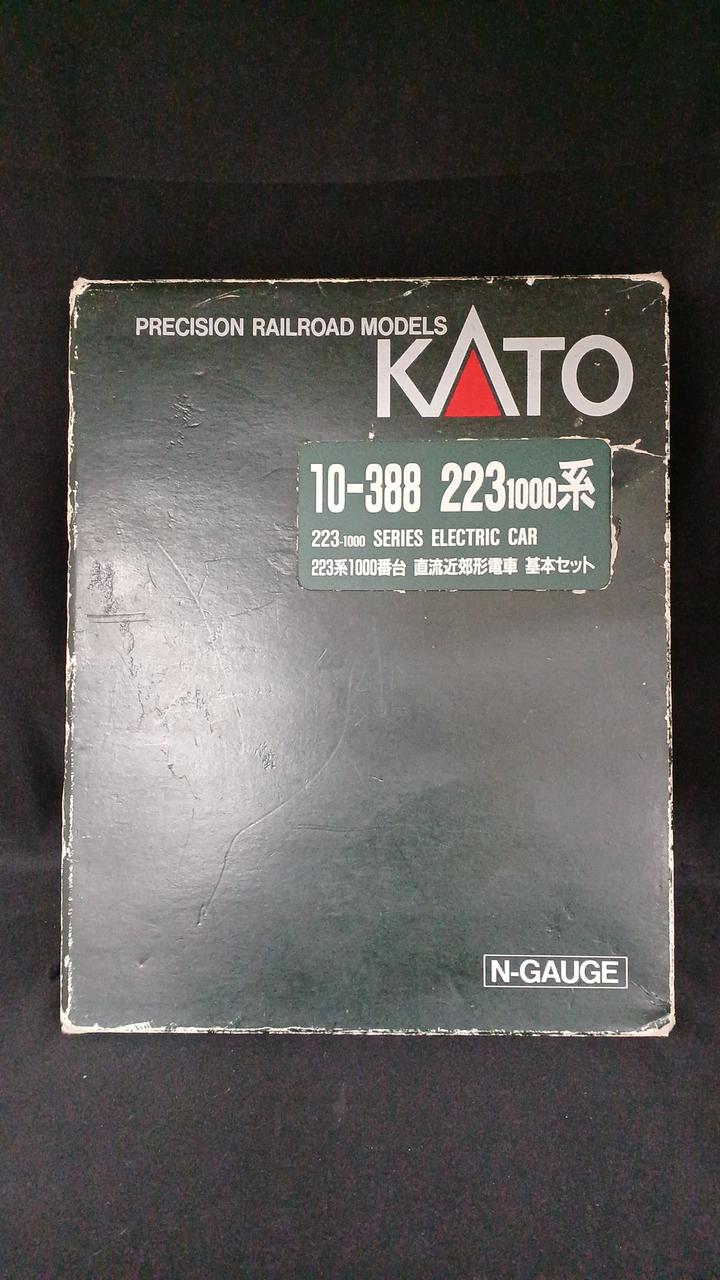 PRECISION RAILROAD MODELS
KATO
10-388 2231000系
223-1000 SERIES ELECTRIC CAR
223系1000番台 直流近郊形電車 基本セット
N-GAUGE